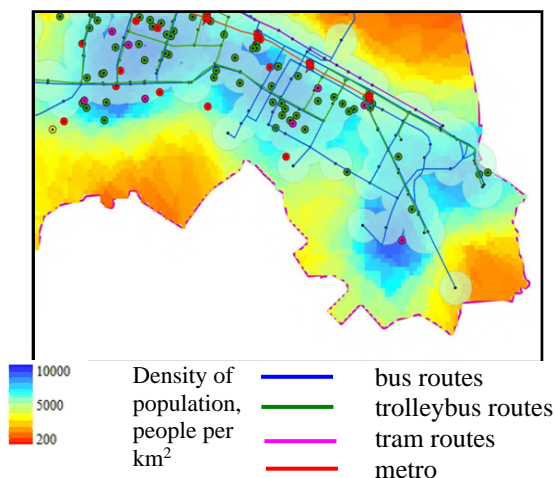 10000
5000
200
Density of
population,
people per
km²
bus routes
trolleybus routes
tram routes
metro